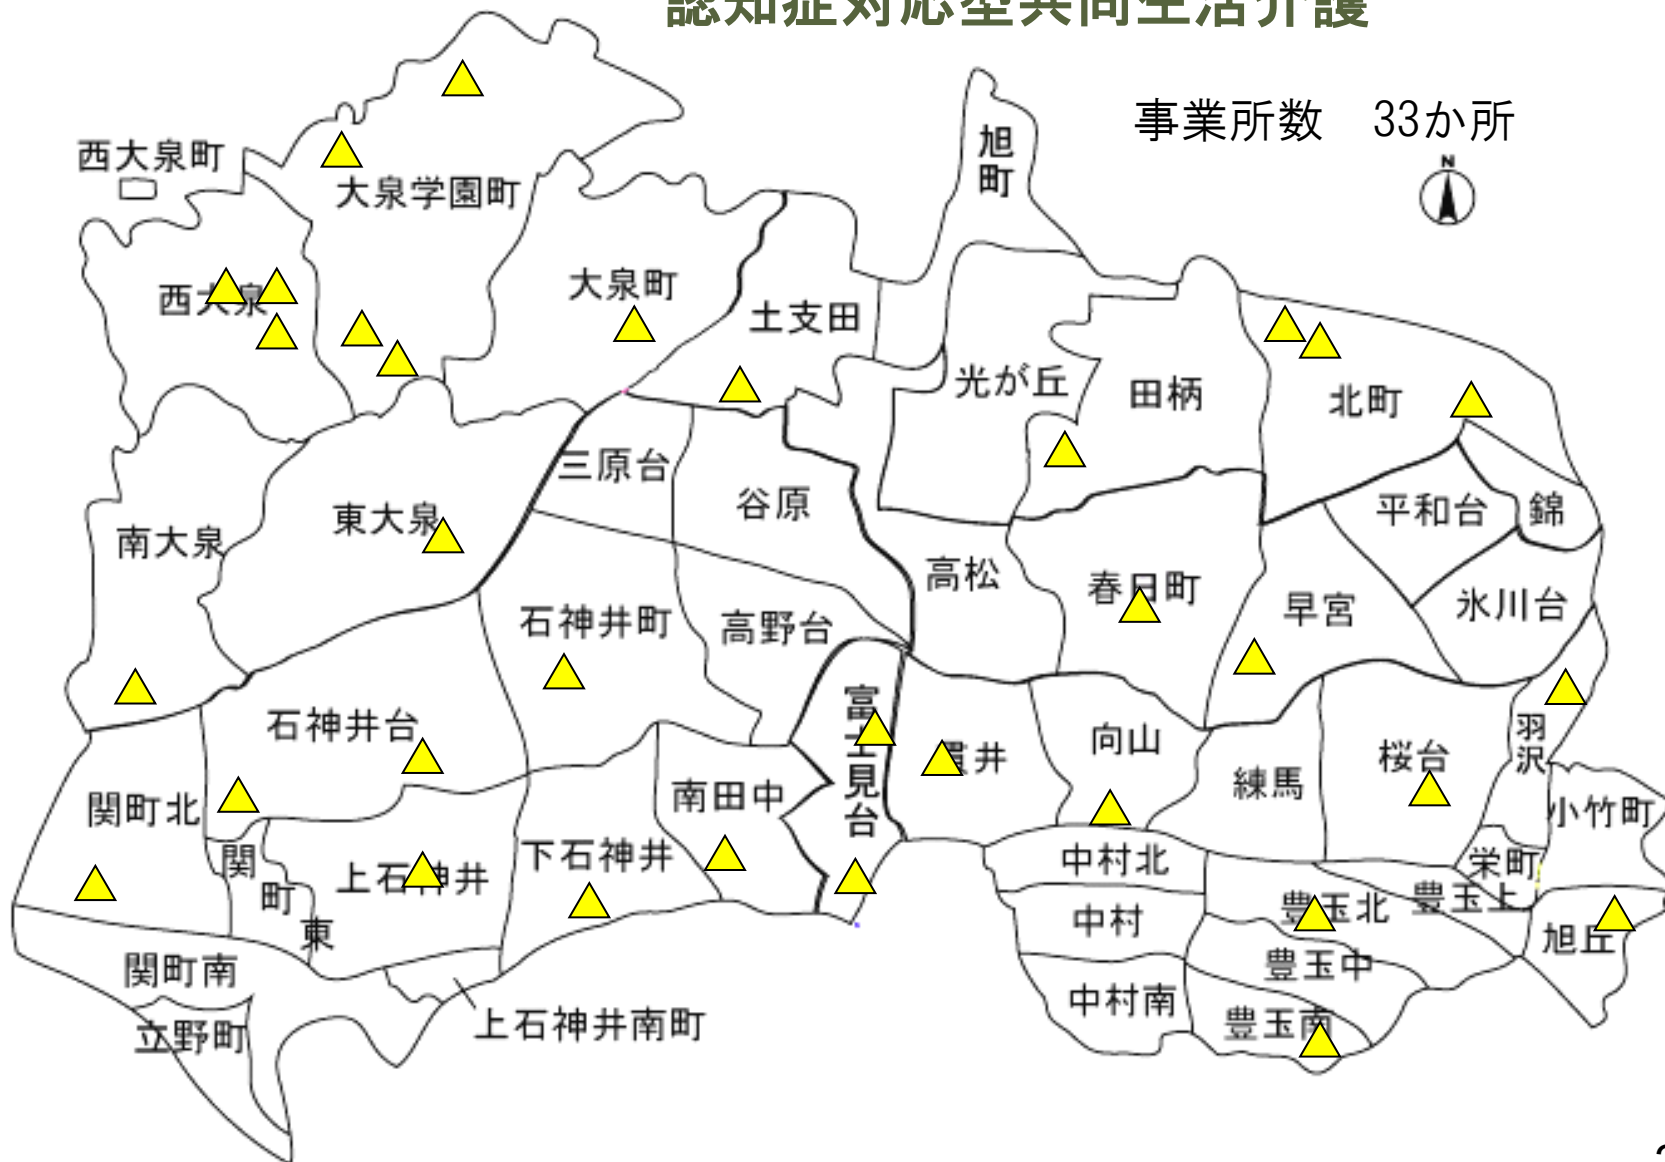 認知症対応型共同生活介護
事業所数　33か所
N
旭町
西大泉町
大泉学園町
大泉町
西大泉
土支田
光が丘
田柄
北町
三原台
谷原
平和台
錦
東大泉
南大泉
高松
春日町
早宮
氷川台
石神井町
高野台
富士見台
石神井台
貫井
向山
練馬
桜台
羽沢
関町北
南田中
小竹町
関町東
上石神井
下石神井
中村北
栄町
豊玉北
豊玉上
中村
旭丘
関町南
豊玉中
中村南
立野町
上石神井南町
豊玉南